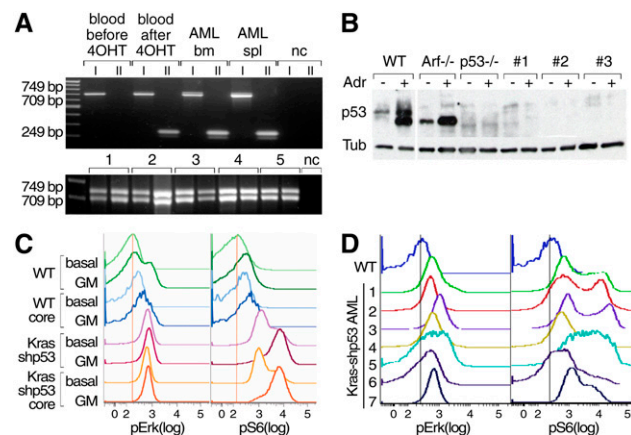 A
blood before 4OHT
blood after 4OHT
AML bm
AML spl
nc
I II I II I II I II I II
749 bp
709 bp
249 bp
1 2 3 4 5 nc
749 bp
709 bp
B
WT Arf-/- p53-/- #1 #2 #3
- + - + - + - + - + - + Adr
p53
Tub
C
WT
basal
GM
WT core
basal
GM
Kras shp53
basal
GM
Kras shp53 core
basal
GM
0 2 3 4 5
0 2 3 4 5
pErk(log)
pS6(log)
D
WT
Kras-shp53 AML
1
2
3
4
5
6
7
0 2 3 4 5
0 2 3 4 5
pErk(log)
pS6(log)